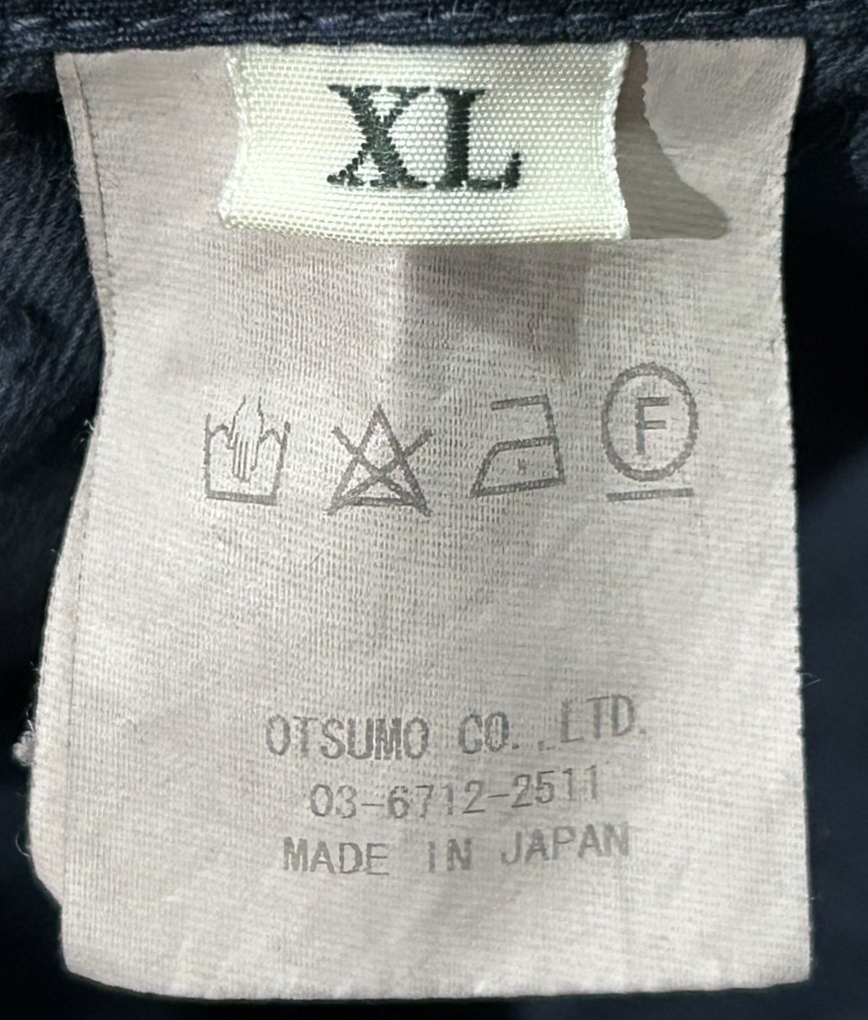 XL
F
OTSUMO CO.,LTD.
03-6712-2511
MADE IN JAPAN